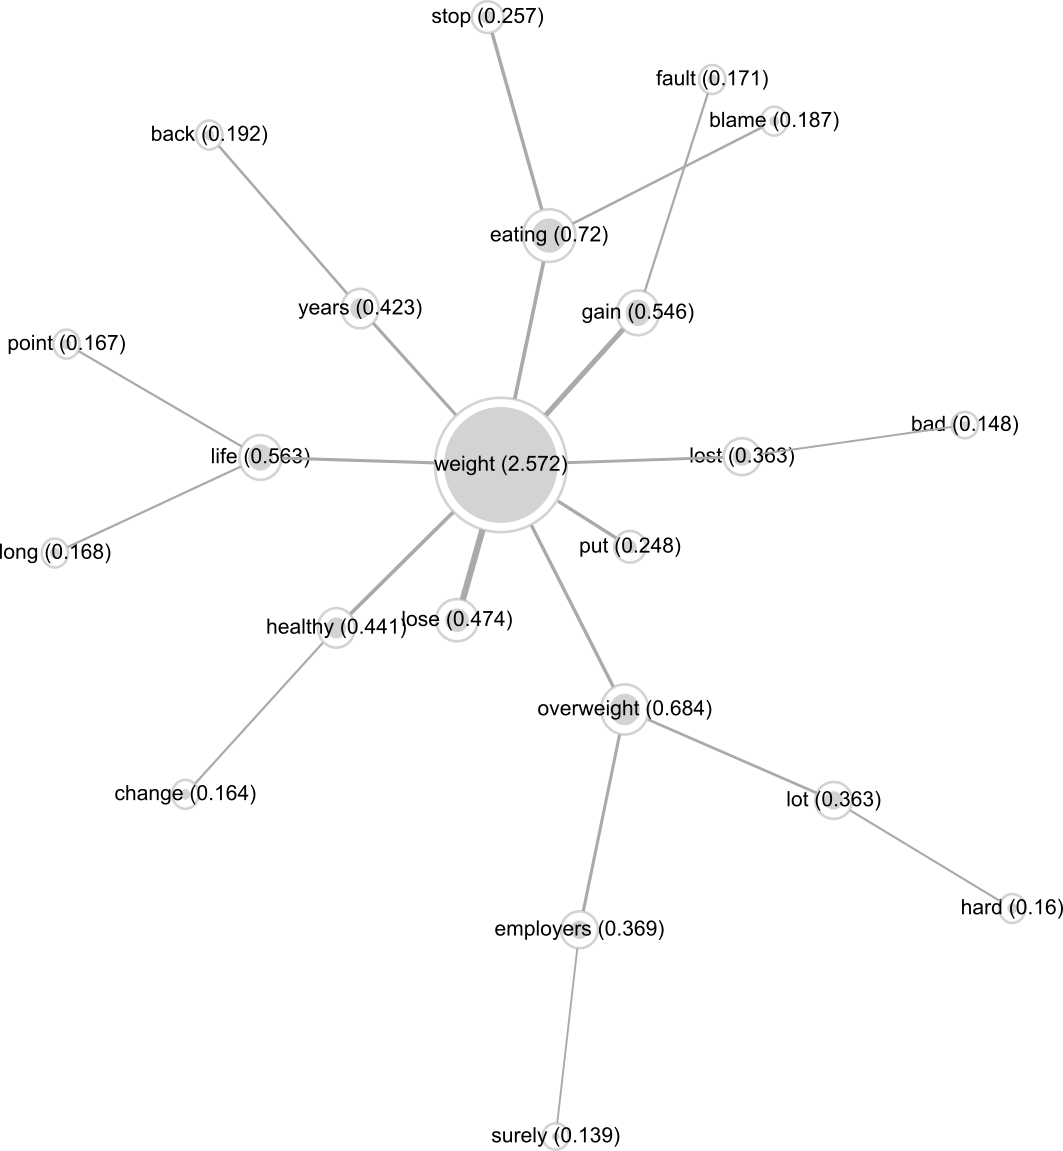 stop (0.257)
fault (0.171)
blame (0.187)
back (0.192)
eating (0.72)
years (0.423)
gain (0.546)
point (0.167)
bad (0.148)
life (0.563)
weight (2.572)
lost (0.363)
long (0.168)
put (0.248)
healthy (0.441)
lose (0.474)
overweight (0.684)
change (0.164)
lot (0.363)
hard (0.16)
employers (0.369)
surely (0.139)